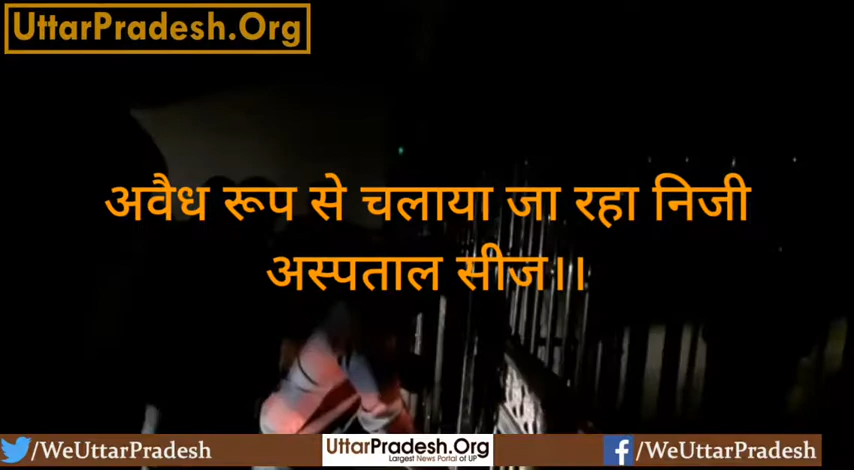 UttarPradesh.Org
अवैध रूप से चलाया जा रहा निजी
अस्पताल सीज।।
/WeUttarPradesh
UttarPradesh.Org
Largest News Portal of UP
/WeUttarPradesh